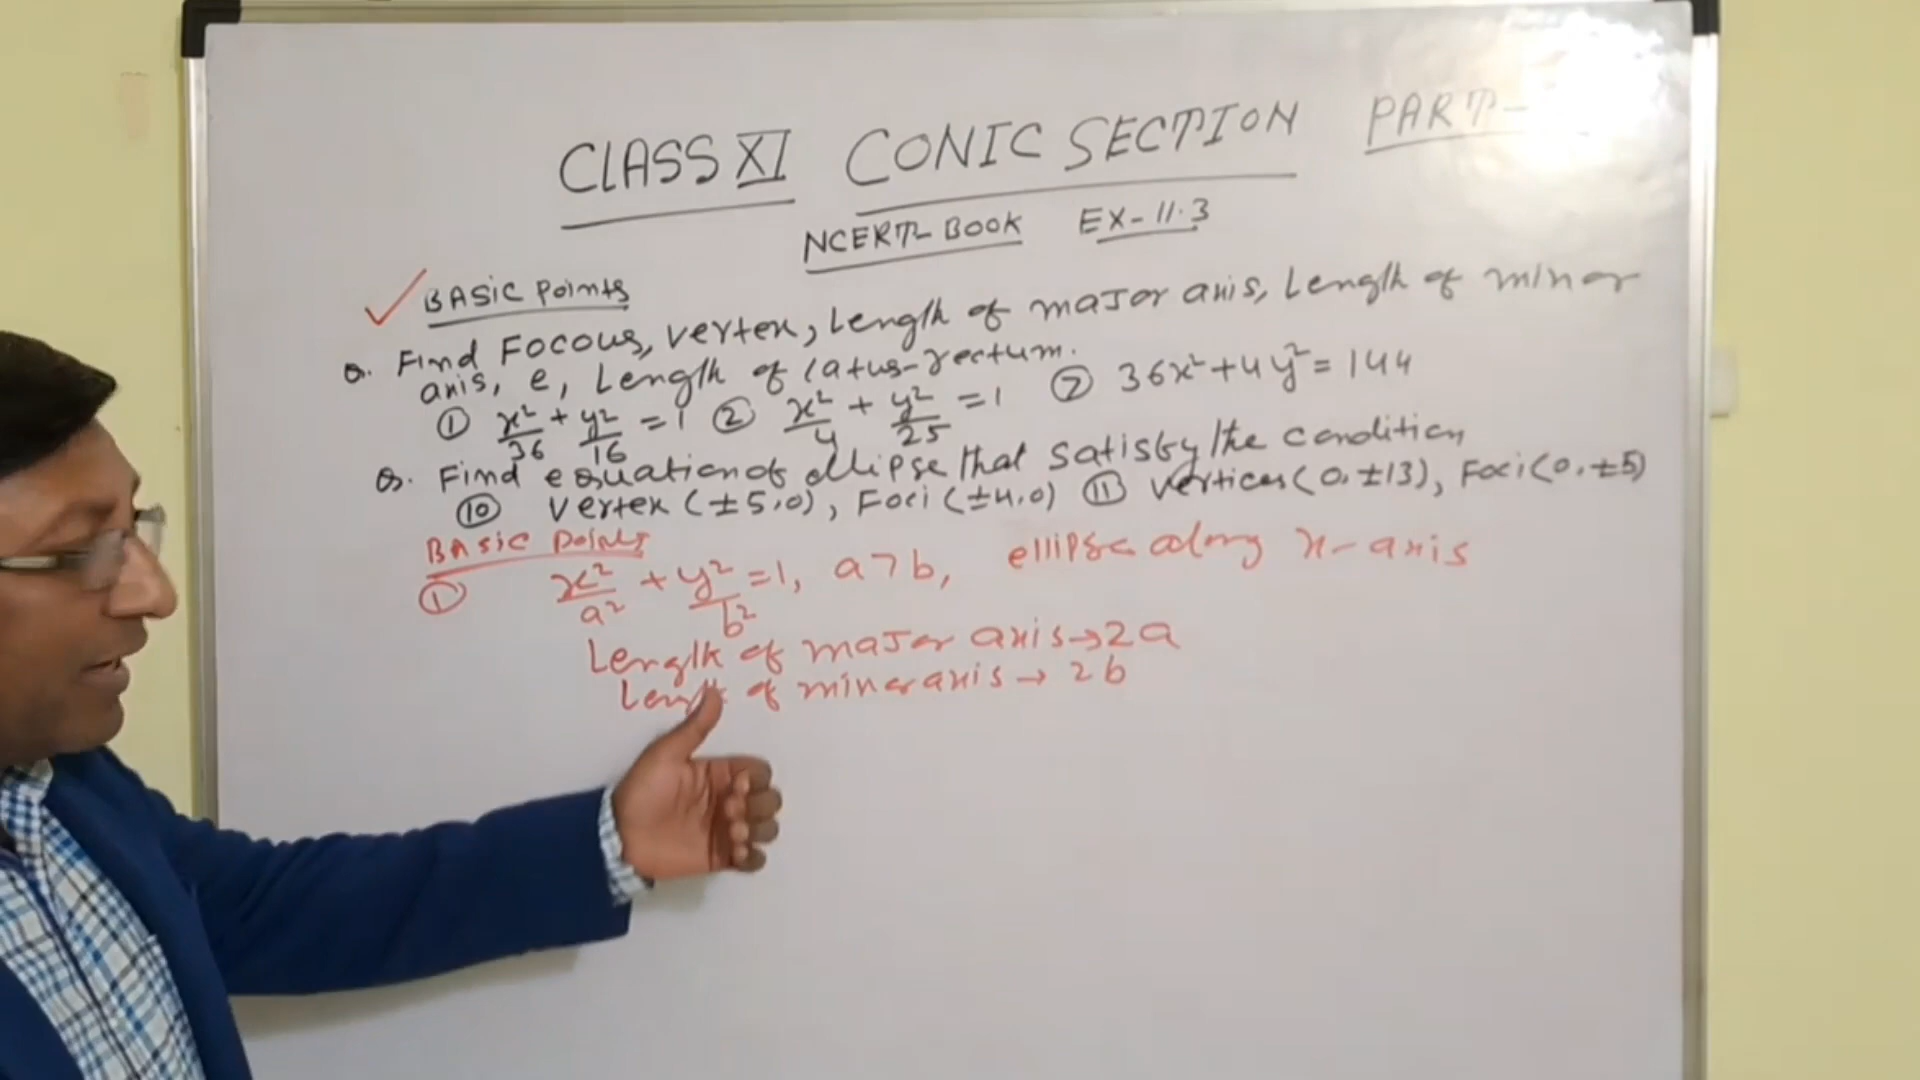 CLASS XI CONIC SECTION PART-
NCERT BOOK EX-11.3
✓ BASIC Points
Q. Find Focous, vertex, Length of major axis, Length of minor
axis, e, Length of latus-rectum.
① x²/36 + y²/16 = 1 ② x²/4 + y²/25 = 1 ⑦ 36x² + 4y² = 144
Q. Find equation of ellipse that satisfy the condition
⑩ Vertex (±5,0), Foci (±4,0) ⑪ Vertices (0, ±13), Foci (0, ±5)
BASIC Points
① x²/a² + y²/b² = 1, a>b, ellipse along x-axis
Length of major axis → 2a
Length of minor axis → 2b